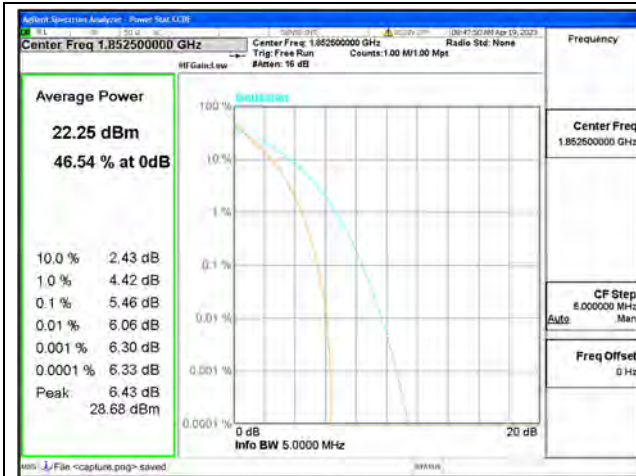 Agilent Spectrum Analyzer - Power Stat CCDF
Center Freq 1.852500000 GHz
Center Freq: 1.852500000 GHz
Trig: Free Run
Counts:1.00 M/1.00 Mpt
#IFGain:Low
#Atten: 16 dB
09:47:50 AM Apr 19, 2023
Radio Std: None
Frequency
Average Power
22.25 dBm
46.54 % at 0dB
10.0 % 2.43 dB
1.0 % 4.42 dB
0.1 % 5.46 dB
0.01 % 6.06 dB
0.001 % 6.30 dB
0.0001 % 6.33 dB
Peak 6.43 dB
28.68 dBm
Gaussian
100 %
10 %
1 %
0.1 %
0.01 %
0.001 %
0.0001 %
0 dB
20 dB
Info BW 5.0000 MHz
Center Freq
1.852500000 GHz
CF Step
5.000000 MHz
Auto Man
Freq Offset
0 Hz
MSG File <capture.png> saved
STATUS